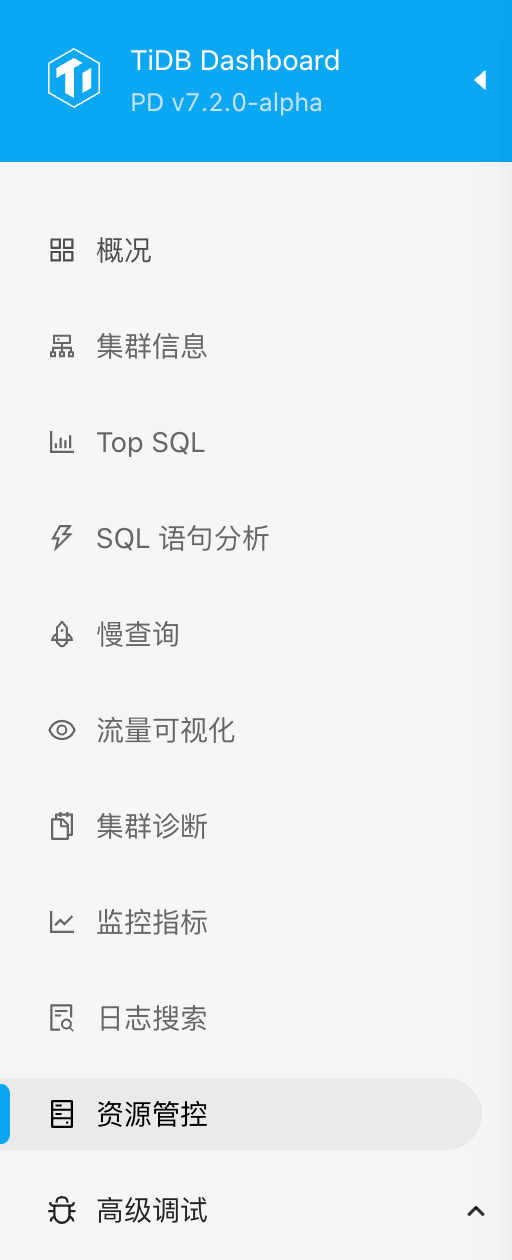 TiDB Dashboard
PD v7.2.0-alpha
概况
集群信息
Top SQL
SQL 语句分析
慢查询
流量可视化
集群诊断
监控指标
日志搜索
资源管控
高级调试